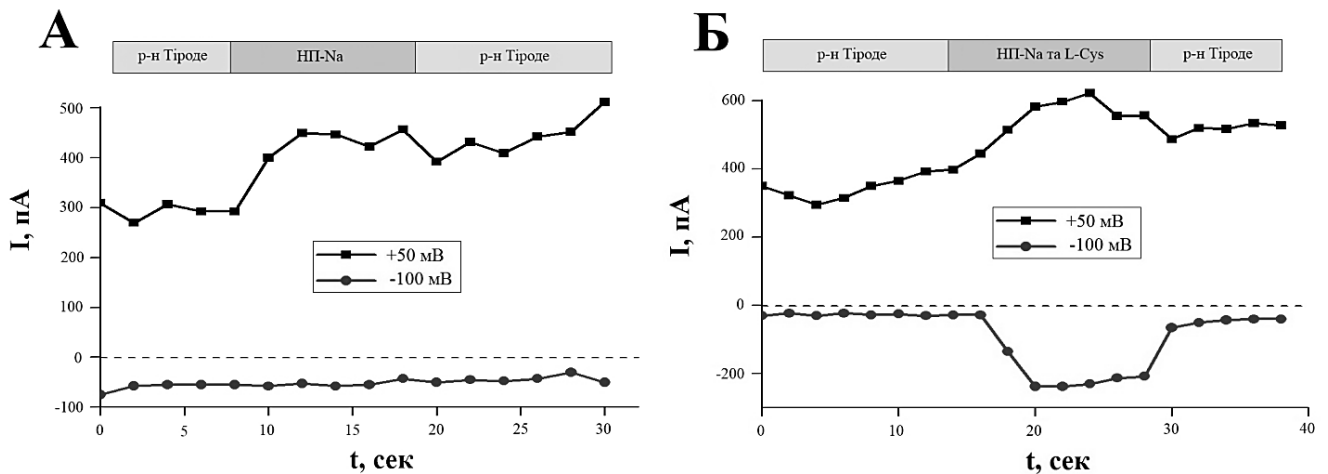 А
р-н Тіроде
НП-Na
р-н Тіроде
500
400
300
200
100
0
-100
I, пА
+50 мВ
-100 мВ
0
5
10
15
20
25
30
t, сек
Б
р-н Тіроде
НП-Na та L-Cys
р-н Тіроде
600
400
200
0
-200
I, пА
+50 мВ
-100 мВ
0
10
20
30
40
t, сек